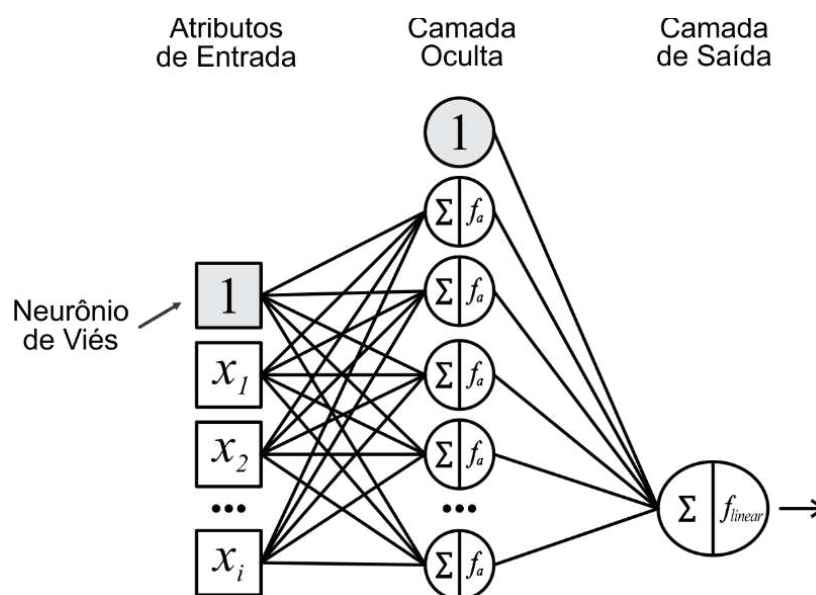 Atributos
de Entrada
Camada
Oculta
Camada
de Saída
1
Σ fa
1
Σ fa
Neurônio
de Viés
x1
Σ fa
x2
Σ fa
•••
•••
Σ flinear
xi
Σ fa